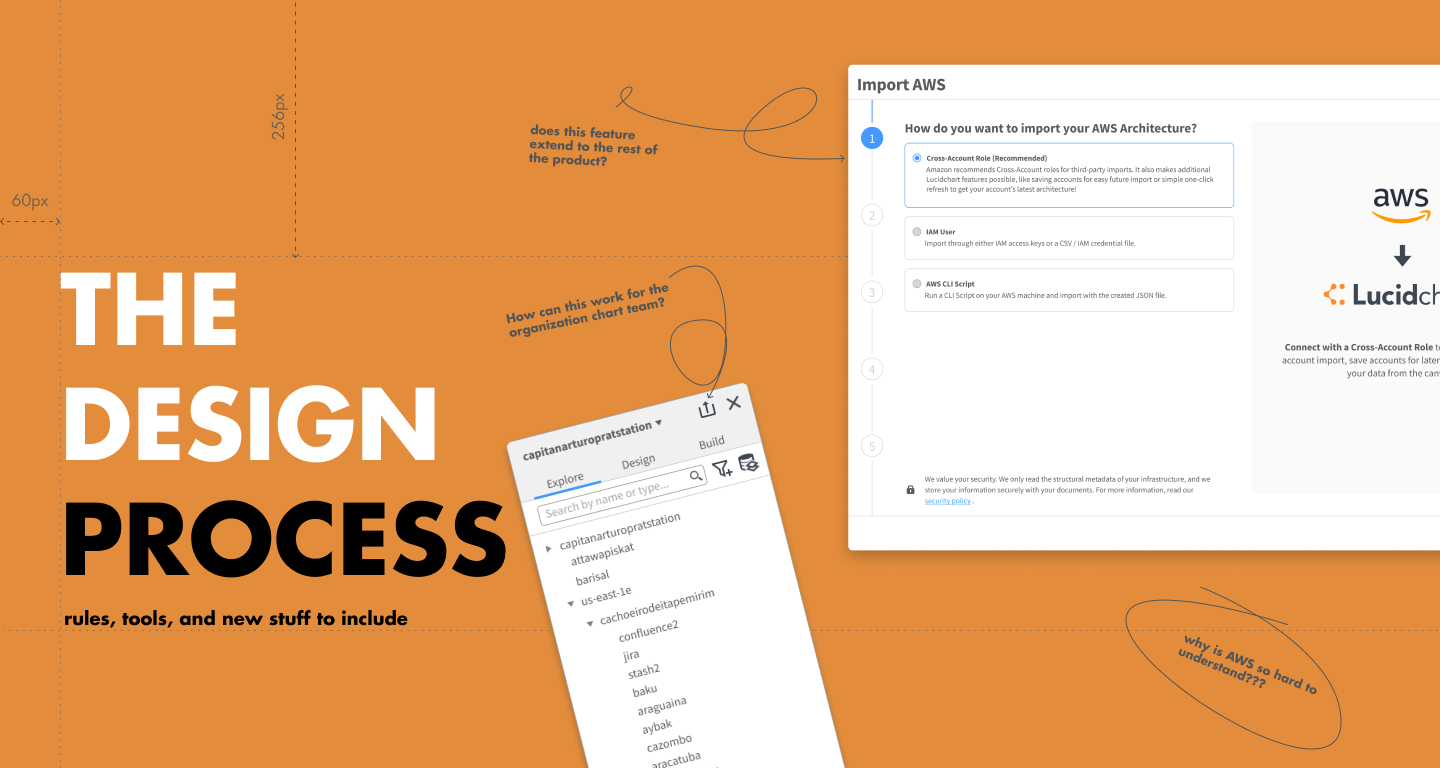 256px
60px
THE
DESIGN
PROCESS
rules, tools, and new stuff to include
does this feature
extend to the rest of
the product?
How can this work for the
organization chart team?
capitanarturopratstation
Explore
Design
Build
Search by name or type...
capitanarturopratstation
attawapiskat
barisal
us-east-1e
cachoeirodeitapemirim
confluence2
jira
stash2
baku
araguaina
aybak
cazombo
aracatuba
Import AWS
1
2
3
4
5
How do you want to import your AWS Architecture?
Cross-Account Role (Recommended)
Amazon recommends Cross-Account roles for third-party imports. It also makes additional
Lucidchart features possible, like saving accounts for easy future import or simple one-click
refresh to get your account's latest architecture!
IAM User
Import through either IAM access keys or a CSV / IAM credential file.
AWS CLI Script
Run a CLI Script on your AWS machine and import with the created JSON file.
We value your security. We only read the structural metadata of your infrastructure, and we
store your information securely with your documents. For more information, read our
security policy .
aws
Lucidch
Connect with a Cross-Account Role to
account import, save accounts for later
your data from the can
why is AWS so hard to
understand???